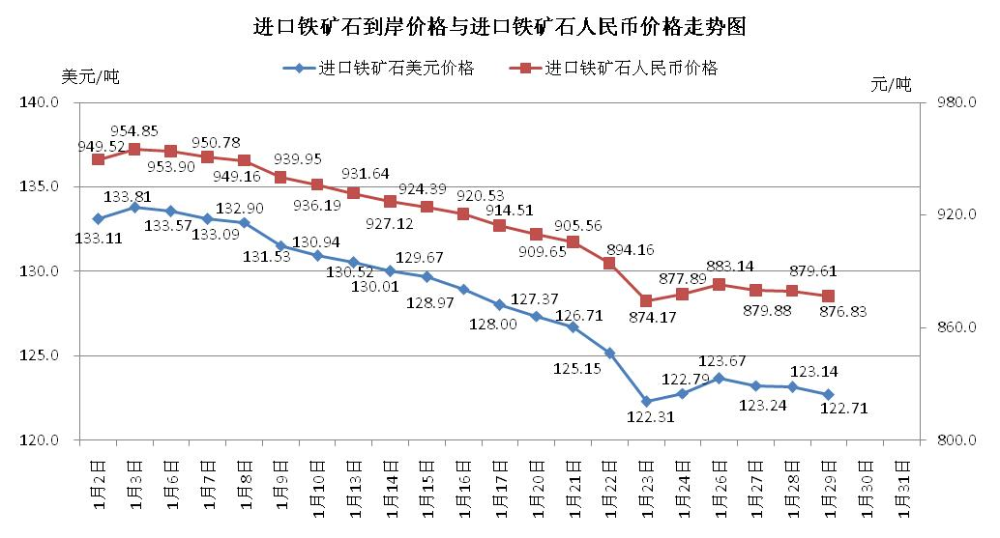 进口铁矿石到岸价格与进口铁矿石人民币价格走势图
美元/吨
进口铁矿石美元价格
进口铁矿石人民币价格
元/吨
140.0
135.0
130.0
125.0
120.0
980.0
920.0
860.0
800.0
949.52
954.85
953.90
950.78
949.16
939.95
936.19
931.64
927.12
924.39
920.53
914.51
909.65
905.56
894.16
874.17
877.89
883.14
879.88
879.61
876.83
133.11
133.81
133.57
133.09
132.90
131.53
130.94
130.52
130.01
129.67
128.97
128.00
127.37
126.71
125.15
122.31
122.79
123.67
123.24
123.14
122.71
1月2日
1月3日
1月6日
1月7日
1月8日
1月9日
1月10日
1月13日
1月14日
1月15日
1月16日
1月17日
1月20日
1月21日
1月22日
1月23日
1月24日
1月26日
1月27日
1月28日
1月29日
1月30日
1月31日